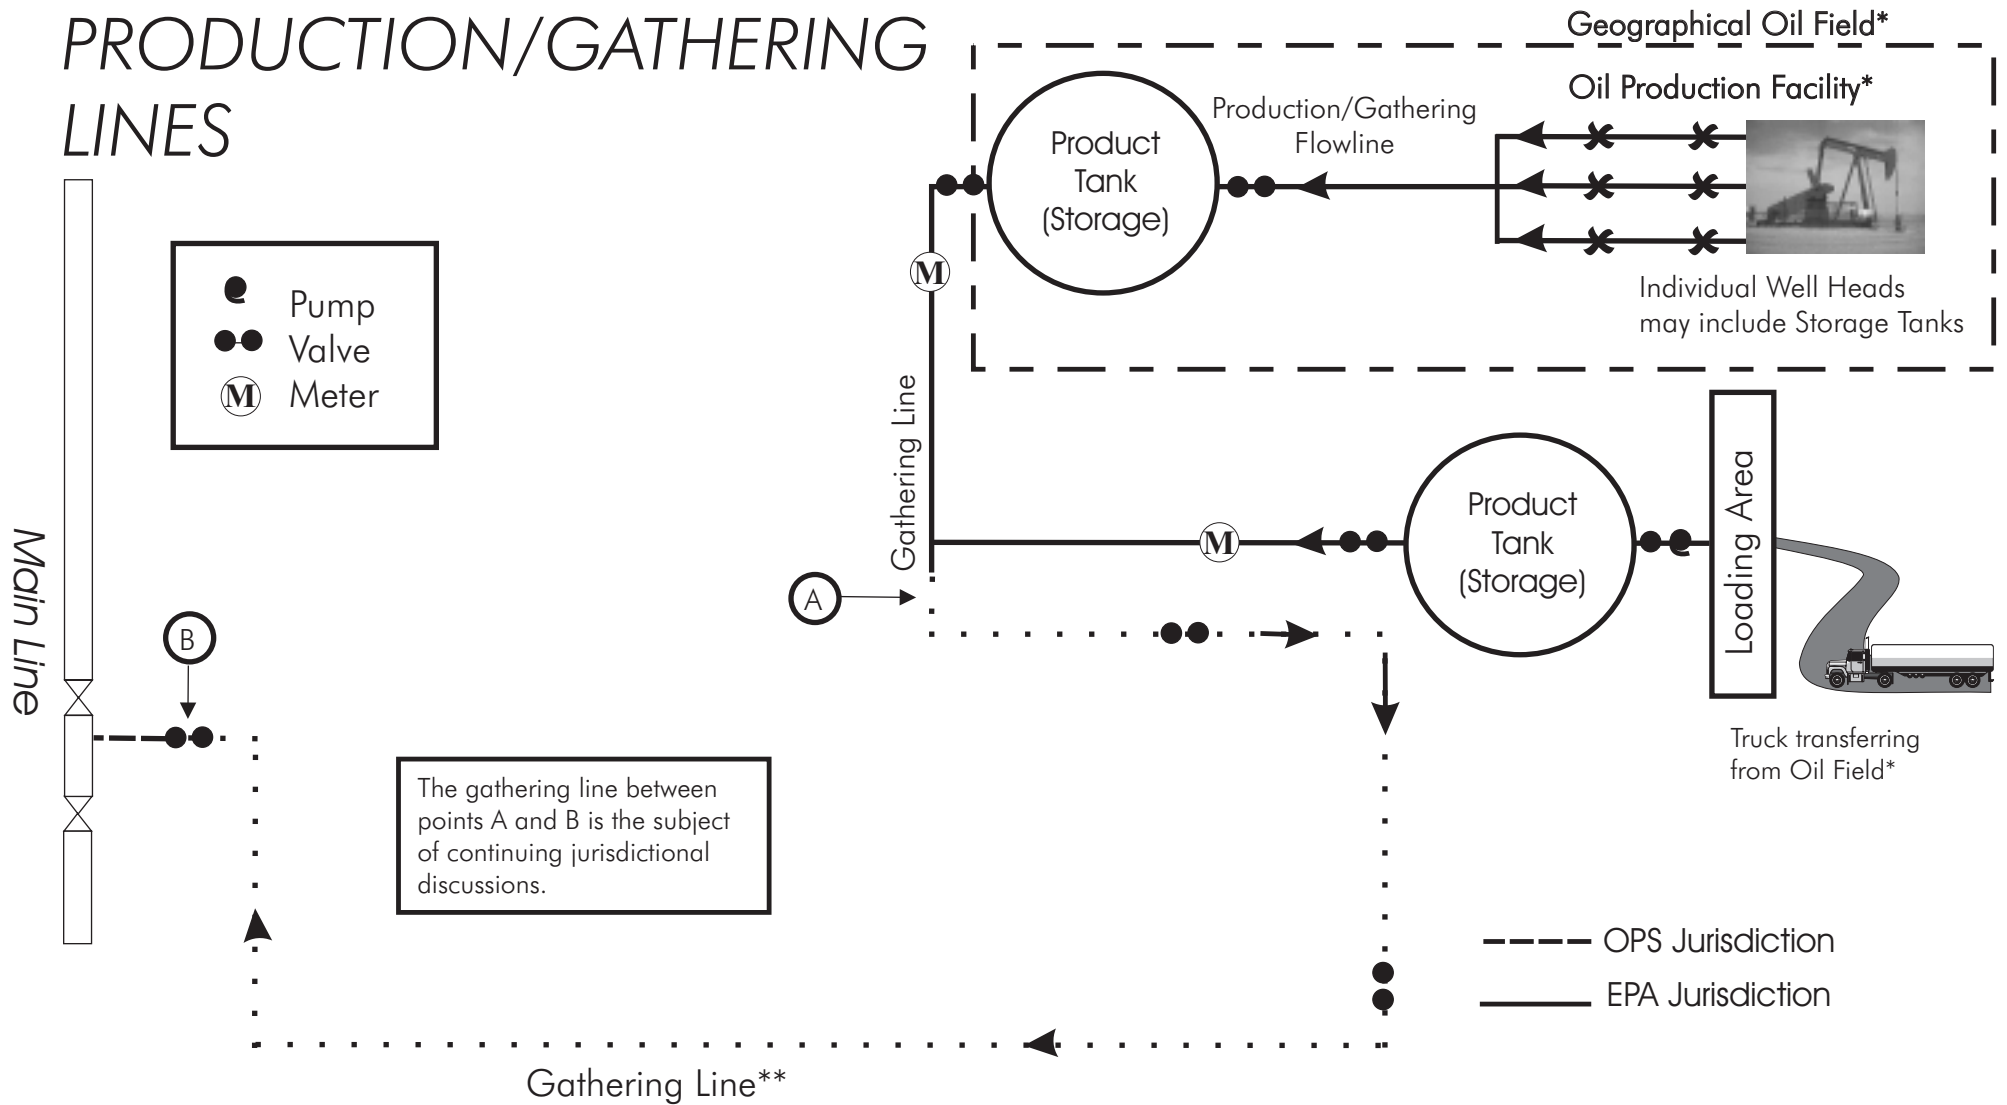 PRODUCTION/GATHERING
LINES
Geographical Oil Field*
Oil Production Facility*
Production/Gathering
Flowline
Product
Tank
(Storage)
Individual Well Heads
may include Storage Tanks
M
Pump
Valve
M Meter
Gathering Line
Main Line
M
Product
Tank
(Storage)
Loading Area
A
B
Truck transferring
from Oil Field*
The gathering line between
points A and B is the subject
of continuing jurisdictional
discussions.
OPS Jurisdiction
EPA Jurisdiction
Gathering Line**